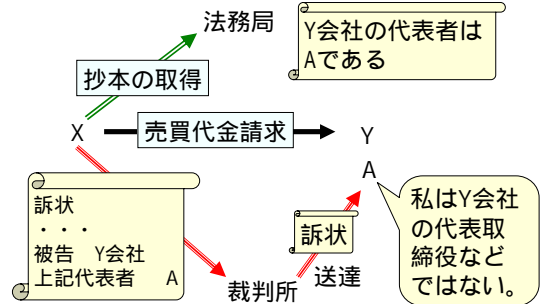 法務局
Y会社の代表者は
Aである
抄本の取得
X
売買代金請求
Y
A
訴状
・・・
被告 Y会社
上記代表者 A
訴状
私はY会社
の代表取
締役など
ではない。
裁判所
送達